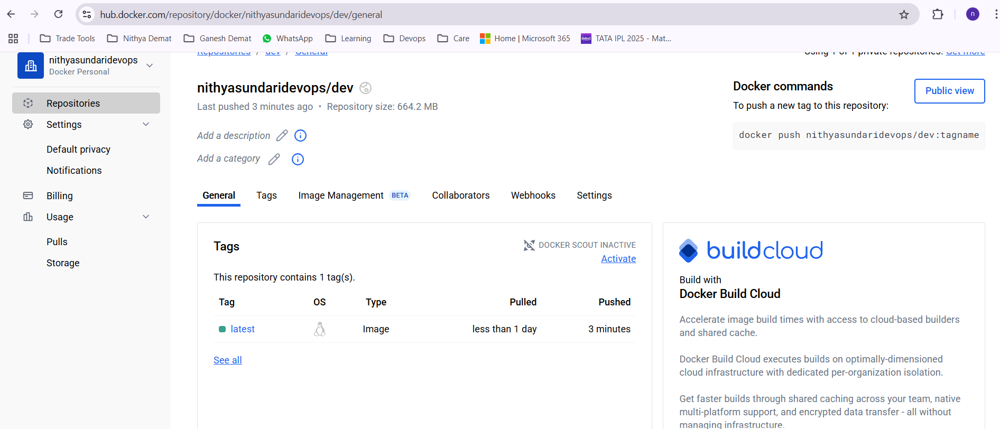 hub.docker.com/repository/docker/nithyasundaridevops/dev/general
n
Trade Tools Nithya Demat Ganesh Demat WhatsApp Learning Devops Care Home | Microsoft 365 district TATA IPL 2025 - Mat...
nithyasundaridevops
Docker Personal
Repositories
Settings
Default privacy
Notifications
Billing
Usage
Pulls
Storage
Repositories / dev / General
Using 1 of 1 private repositories. Get more
nithyasundaridevops/dev
Last pushed 3 minutes ago • Repository size: 664.2 MB
Add a description
Add a category
Docker commands
Public view
To push a new tag to this repository:
docker push nithyasundaridevops/dev:tagname
General Tags Image Management BETA Collaborators Webhooks Settings
Tags
DOCKER SCOUT INACTIVE
Activate
This repository contains 1 tag(s).
Tag OS Type Pulled Pushed
latest Image less than 1 day 3 minutes
See all
buildcloud
Build with
Docker Build Cloud
Accelerate image build times with access to cloud-based builders
and shared cache.
Docker Build Cloud executes builds on optimally-dimensioned
cloud infrastructure with dedicated per-organization isolation.
Get faster builds through shared caching across your team, native
multi-platform support, and encrypted data transfer - all without
managing infrastructure.